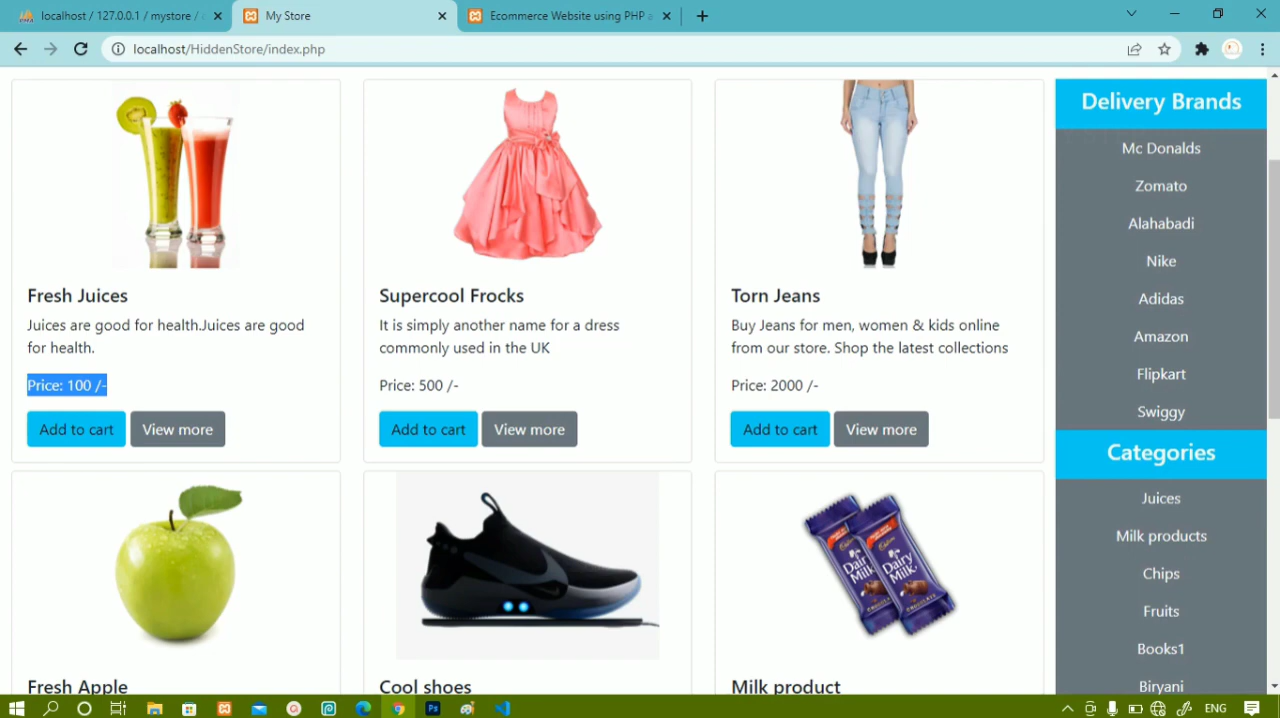 localhost / 127.0.0.1 / mystore /
My Store
Ecommerce Website using PHP
localhost/HiddenStore/index.php
Fresh Juices
Juices are good for health.Juices are good
for health.
Price: 100 /-
Add to cart
View more
Supercool Frocks
It is simply another name for a dress
commonly used in the UK
Price: 500 /-
Add to cart
View more
Torn Jeans
Buy Jeans for men, women & kids online
from our store. Shop the latest collections
Price: 2000 /-
Add to cart
View more
Fresh Apple
Cool shoes
Dairy
Milk
Dairy
Milk
Milk product
Delivery Brands
Mc Donalds
Zomato
Alahabadi
Nike
Adidas
Amazon
Flipkart
Swiggy
Categories
Juices
Milk products
Chips
Fruits
Books1
Biryani
Ps
ENG